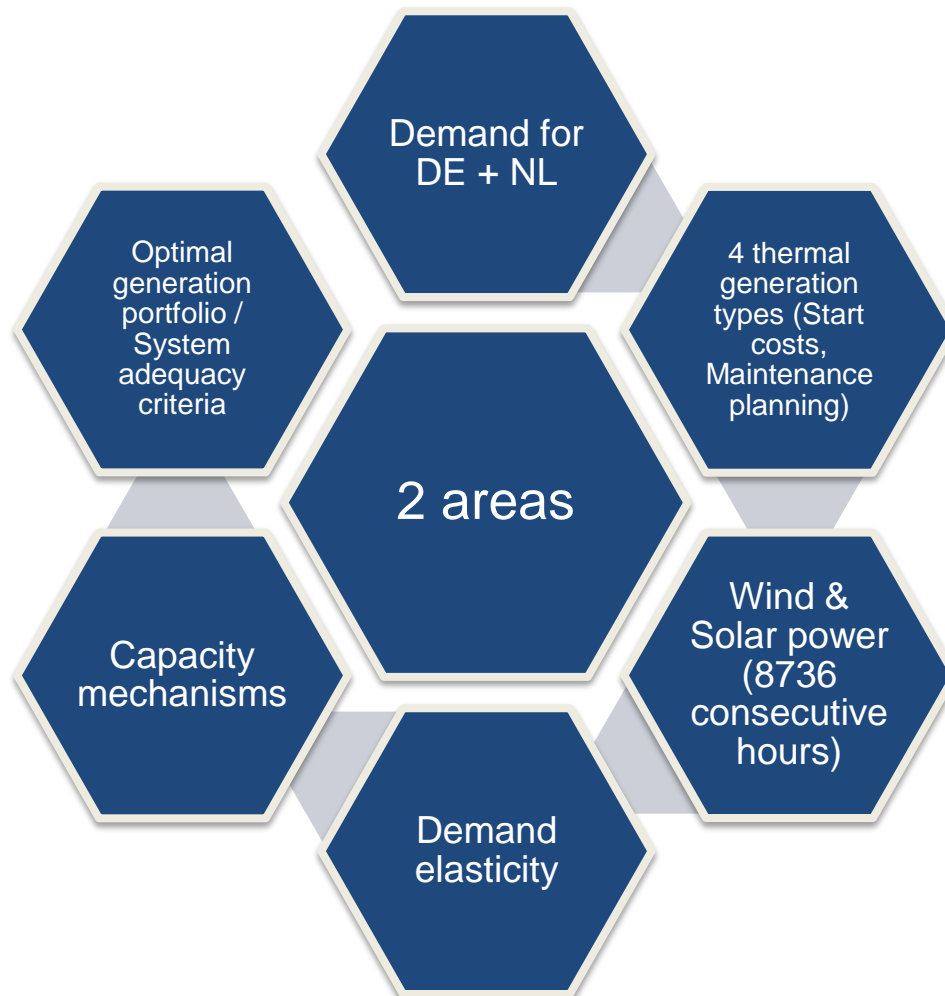 Demand for
DE + NL
4 thermal
generation
types (Start
costs,
Maintenance
planning)
Wind &
Solar power
(8736
consecutive
hours)
Demand
elasticity
Capacity
mechanisms
Optimal
generation
portfolio /
System
adequacy
criteria
2 areas